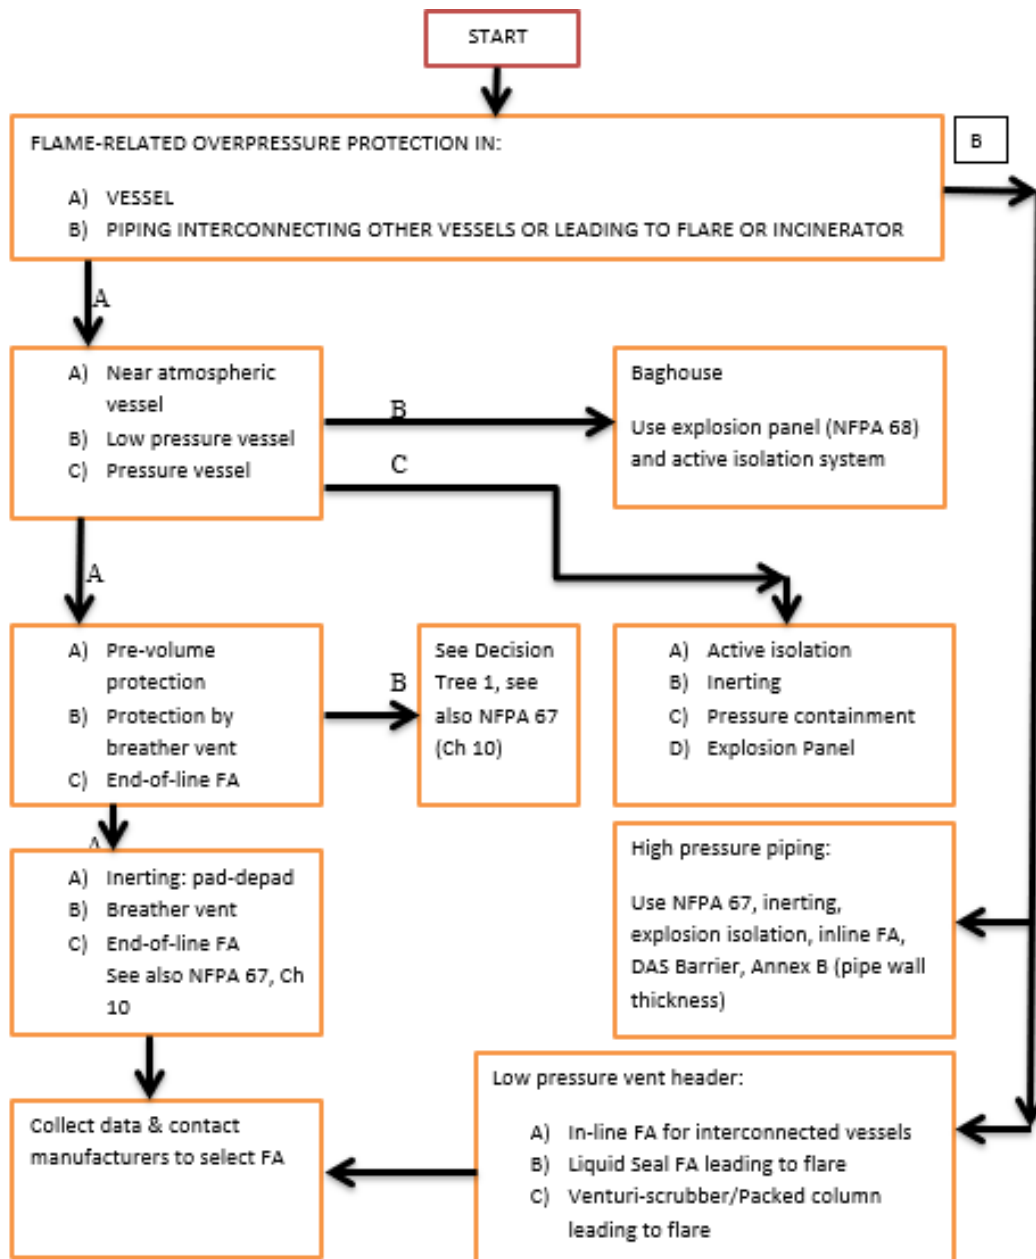 START
FLAME-RELATED OVERPRESSURE PROTECTION IN:
A) VESSEL
B) PIPING INTERCONNECTING OTHER VESSELS OR LEADING TO FLARE OR INCINERATOR
B
A
A) Near atmospheric
vessel
B) Low pressure vessel
C) Pressure vessel
B
C
Baghouse
Use explosion panel (NFPA 68)
and active isolation system
A
A) Pre-volume
protection
B) Protection by
breather vent
C) End-of-line FA
B
See Decision
Tree 1, see
also NFPA 67
(Ch 10)
A) Active isolation
B) Inerting
C) Pressure containment
D) Explosion Panel
A
A) Inerting: pad-depad
B) Breather vent
C) End-of-line FA
See also NFPA 67, Ch
10
High pressure piping:
Use NFPA 67, inerting,
explosion isolation, inline FA,
DAS Barrier, Annex B (pipe wall
thickness)
Low pressure vent header:
A) In-line FA for interconnected vessels
B) Liquid Seal FA leading to flare
C) Venturi-scrubber/Packed column
leading to flare
Collect data & contact
manufacturers to select FA